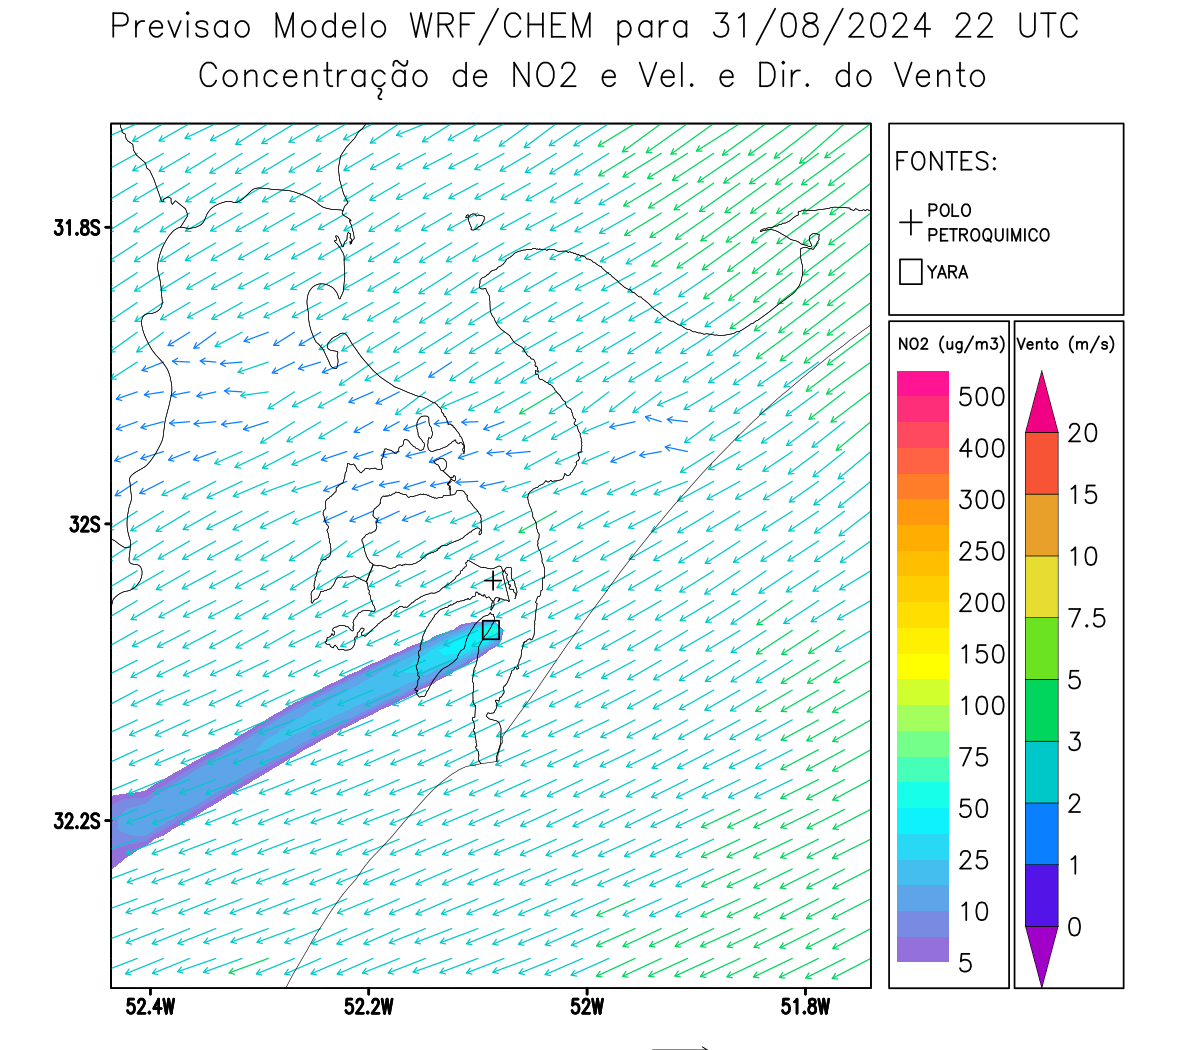 Previsao Modelo WRF/CHEM para 31/08/2024 22 UTC
Concentração de NO2 e Vel. e Dir. do Vento
FONTES:
POLO
PETROQUIMICO
YARA
31.8S
32S
32.2S
52.4W
52.2W
52W
51.8W
NO2 (ug/m3)
500
400
300
250
200
150
100
75
50
25
10
5
Vento (m/s)
20
15
10
7.5
5
3
2
1
0